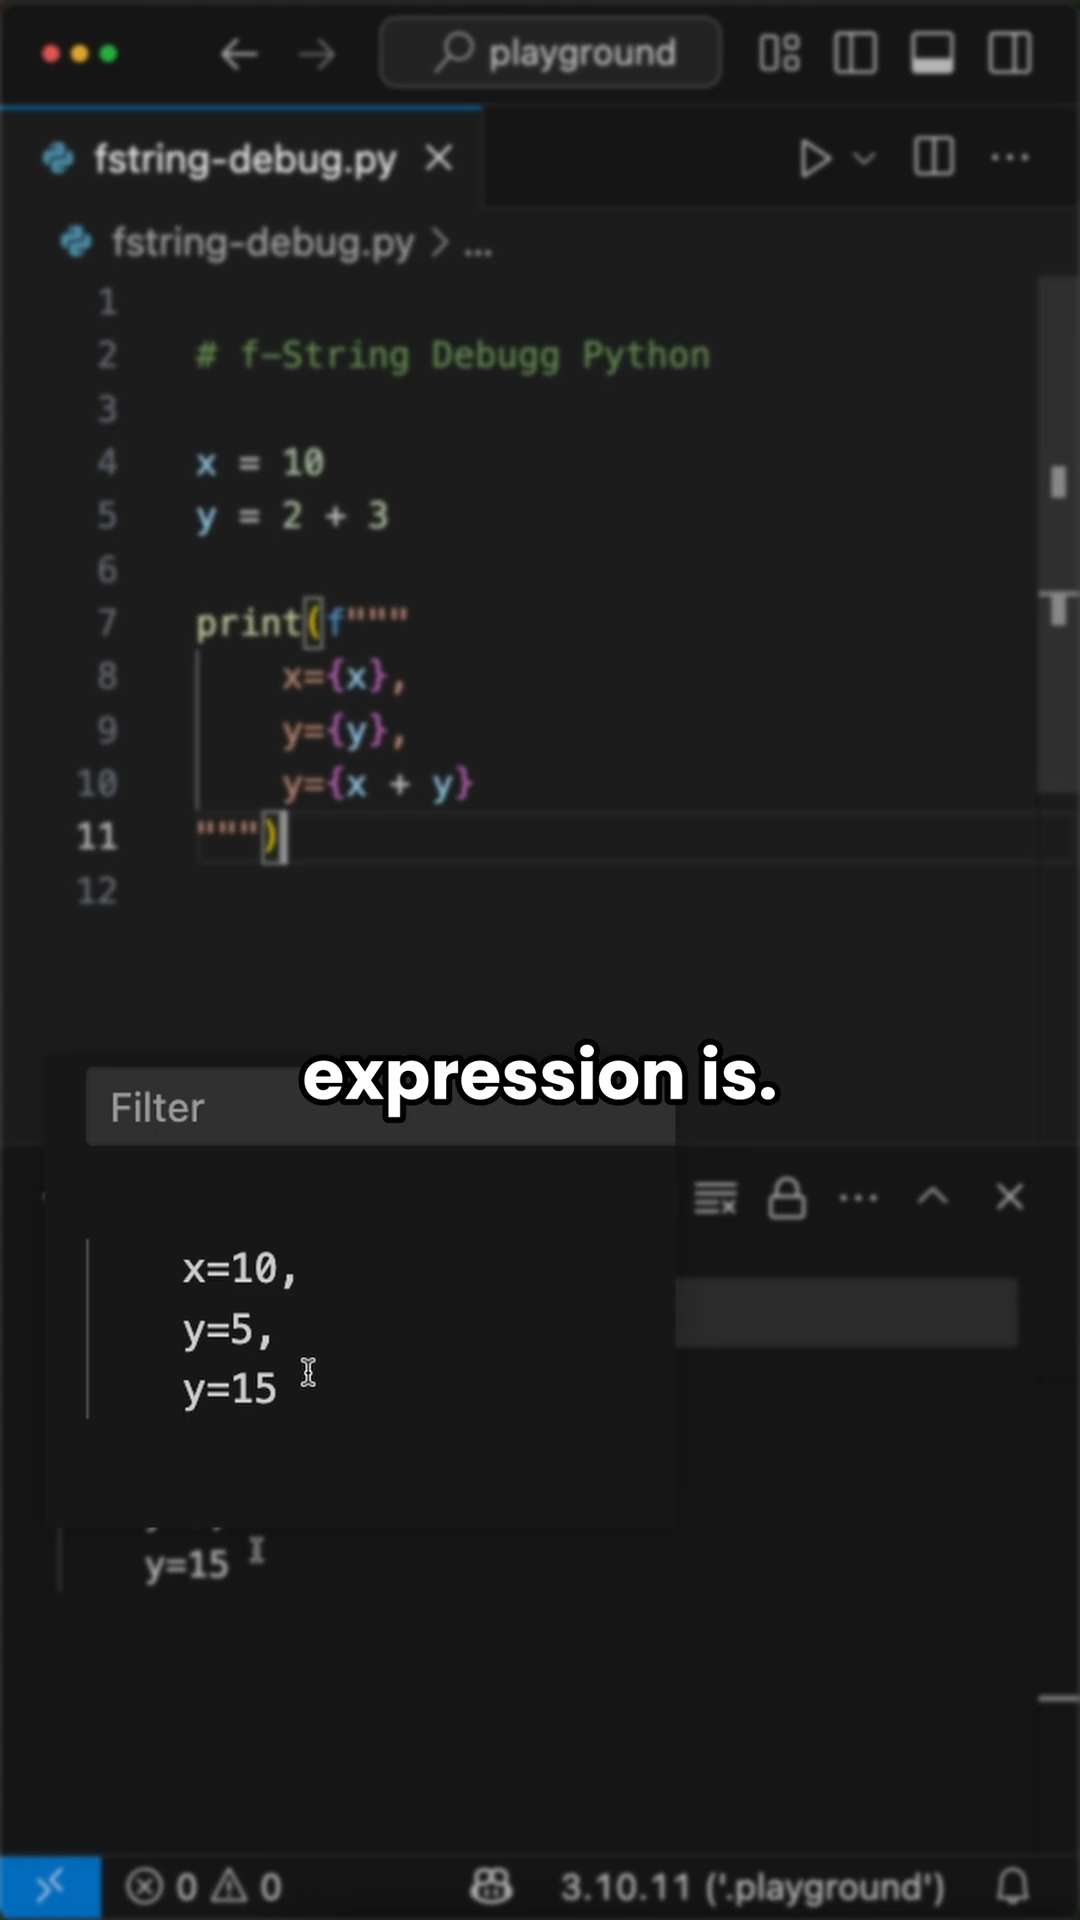 playground
fstring-debug.py
fstring-debug.py > ...
1
2 # f-String Debugg Python
3
4 x = 10
5 y = 2 + 3
6
7 print(f"""
8 x={x},
9 y={y},
10 y={x + y}
11 """)
12
expression is.
Filter
x=10,
y=5,
y=15
y=15
0 0 3.10.11 ('.playground')